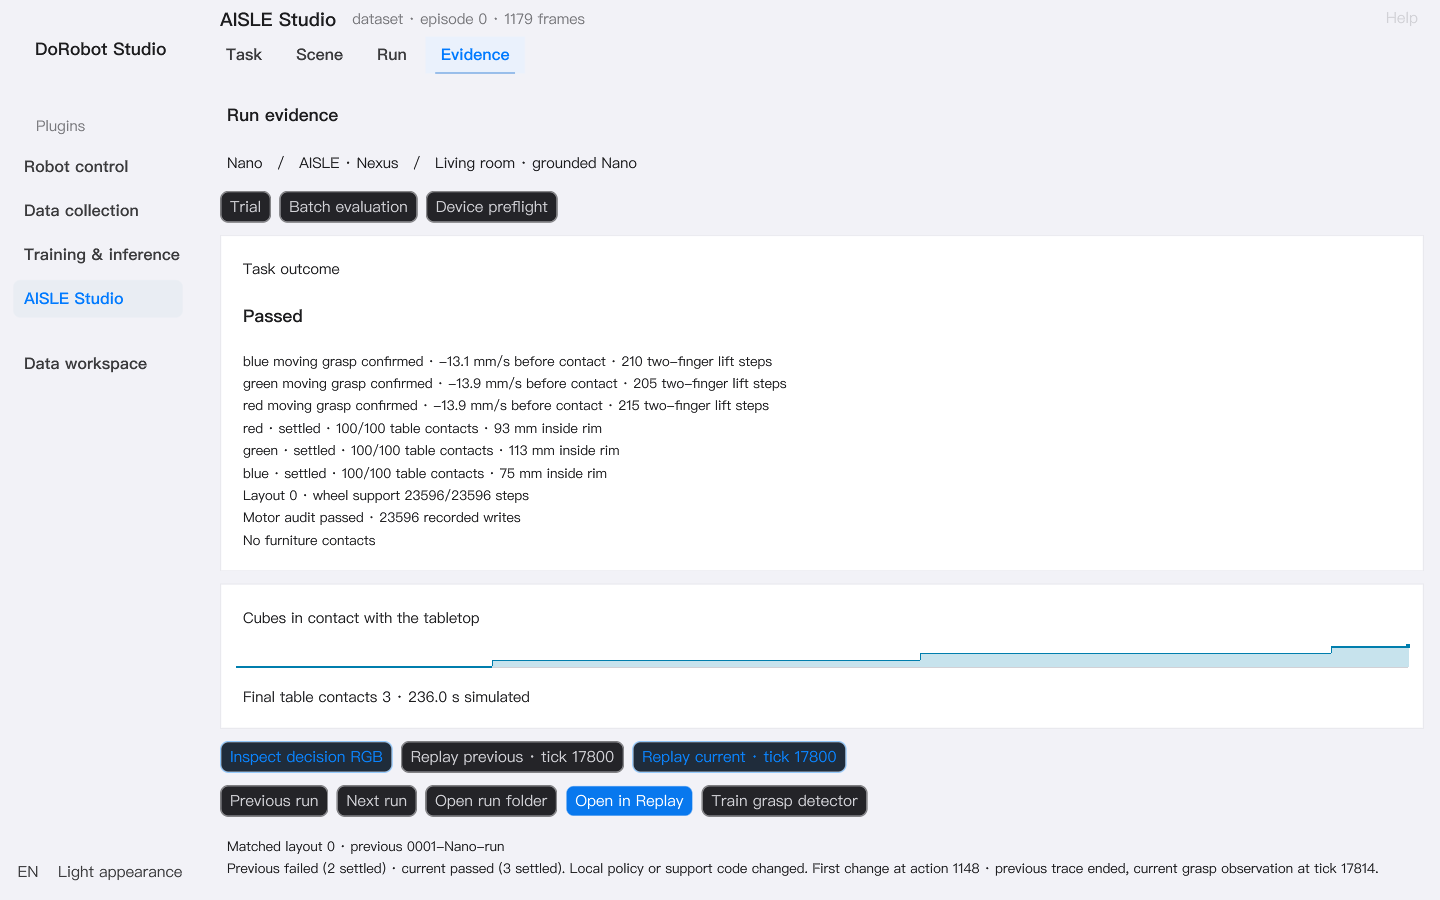 AISLE Studio dataset · episode 0 · 1179 frames
Help
DoRobot Studio
Task Scene Run Evidence
Run evidence
Plugins
Robot control
Data collection
Training & inference
AISLE Studio
Data workspace
Nano / AISLE · Nexus / Living room · grounded Nano
Trial Batch evaluation Device preflight
Task outcome
Passed
blue moving grasp confirmed · −13.1 mm/s before contact · 210 two-finger lift steps
green moving grasp confirmed · −13.9 mm/s before contact · 205 two-finger lift steps
red moving grasp confirmed · −13.9 mm/s before contact · 215 two-finger lift steps
red · settled · 100/100 table contacts · 93 mm inside rim
green · settled · 100/100 table contacts · 113 mm inside rim
blue · settled · 100/100 table contacts · 75 mm inside rim
Layout 0 · wheel support 23596/23596 steps
Motor audit passed · 23596 recorded writes
No furniture contacts
Cubes in contact with the tabletop
Final table contacts 3 · 236.0 s simulated
Inspect decision RGB Replay previous · tick 17800 Replay current · tick 17800
Previous run Next run Open run folder Open in Replay Train grasp detector
Matched layout 0 · previous 0001-Nano-run
Previous failed (2 settled) · current passed (3 settled). Local policy or support code changed. First change at action 1148 · previous trace ended, current grasp observation at tick 17814.
EN Light appearance